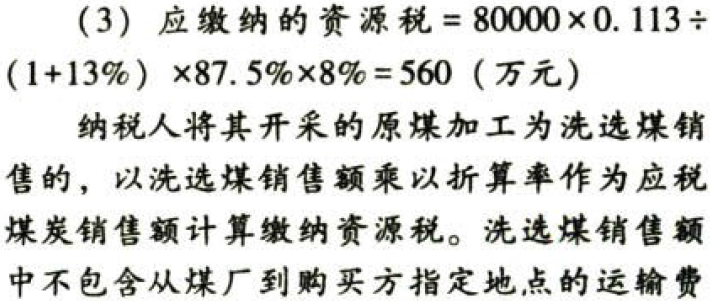 （3）应缴纳的资源税=80000×0.113÷
(1+13%）×87.5%×8%=560（万元）
纳税人将其开采的原煤加工为洗选煤销
售的，以洗选煤销售额乘以折算率作为应税
煤炭销售额计算缴纳资源税。洗选煤销售额
中不包含从煤厂到购买方指定地点的运输费